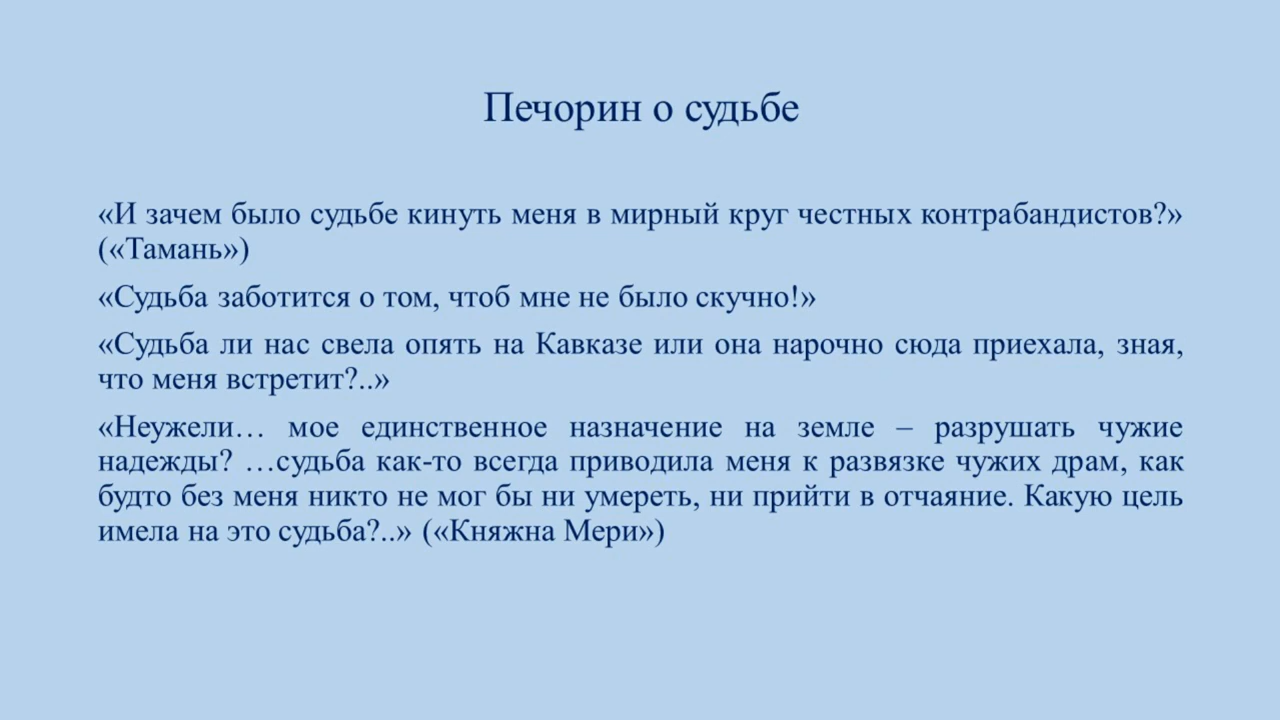 Печорин о судьбе
«И зачем было судьбе кинуть меня в мирный круг честных контрабандистов?»
(«Тамань»)
«Судьба заботится о том, чтоб мне не было скучно!»
«Судьба ли нас свела опять на Кавказе или она нарочно сюда приехала, зная,
что меня встретит?..»
«Неужели… мое единственное назначение на земле – разрушать чужие
надежды? …судьба как-то всегда приводила меня к развязке чужих драм, как
будто без меня никто не мог бы ни умереть, ни прийти в отчаяние. Какую цель
имела на это судьба?..» («Княжна Мери»)